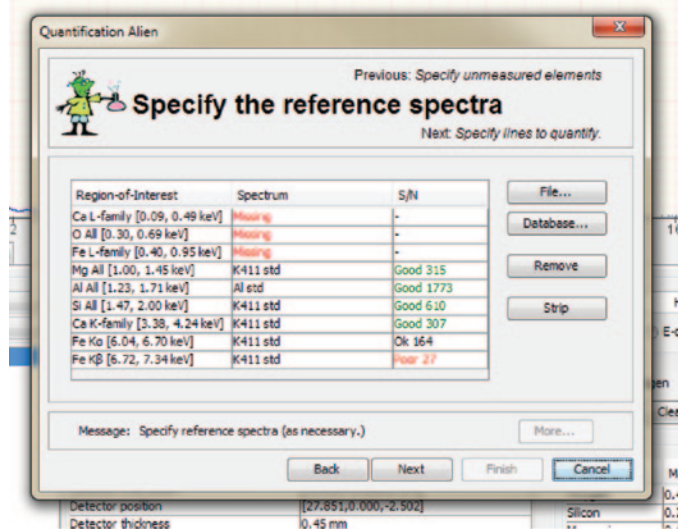 Quantification Alien
Previous: Specify unmeasured elements
Specify the reference spectra
Next: Specify lines to quantify.
Region-of-Interest Spectrum S/N
Ca L-family [0.09, 0.49 keV] Missing -
O All [0.30, 0.69 keV] Missing -
Fe L-family [0.40, 0.95 keV] Missing -
Mg All [1.00, 1.45 keV] K411 std Good 315
Al All [1.23, 1.71 keV] Al std Good 1773
Si All [1.47, 2.00 keV] K411 std Good 610
Ca K-family [3.38, 4.24 keV] K411 std Good 307
Fe Kα [6.04, 6.70 keV] K411 std Ok 164
Fe Kβ [6.72, 7.34 keV] K411 std Poor 27
File...
Database...
Remove
Strip
Message: Specify reference spectra (as necessary.)
More...
Back Next Finish Cancel
Detector position [27.851,0.000,-2.502]
Detector thickness 0.45 mm
Silicon